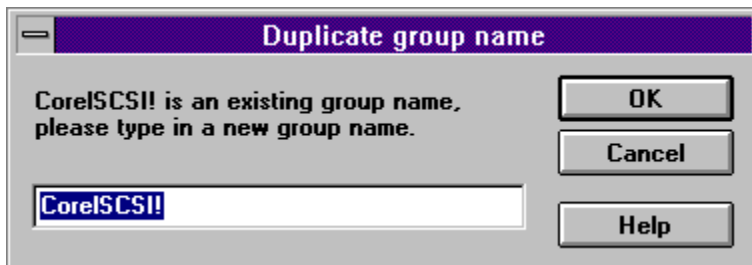 Duplicate group name
CorelSCSI! is an existing group name,
please type in a new group name.
CorelSCSI!
OK
Cancel
Help